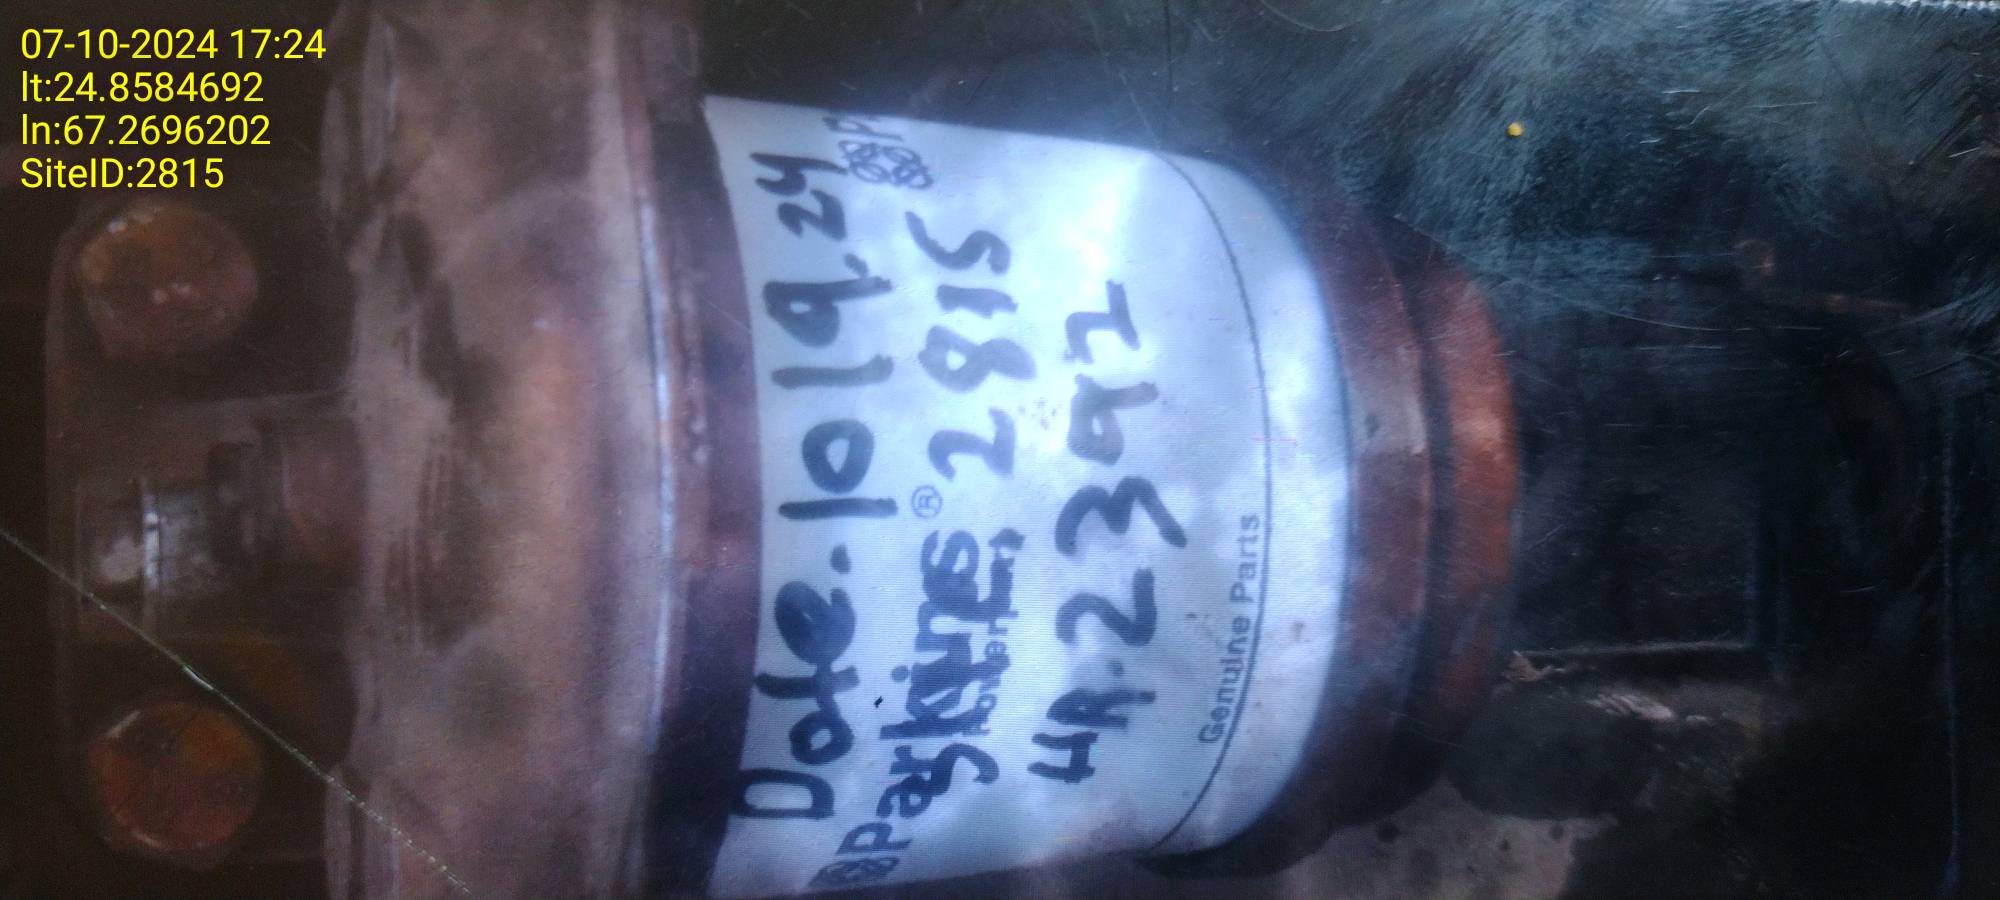 07-10-2024 17:24
lt:24.8584692
ln:67.2696202
SiteID:2815
Date.10/9.24
Perkins®
2815
HR.2392
Genuine Parts